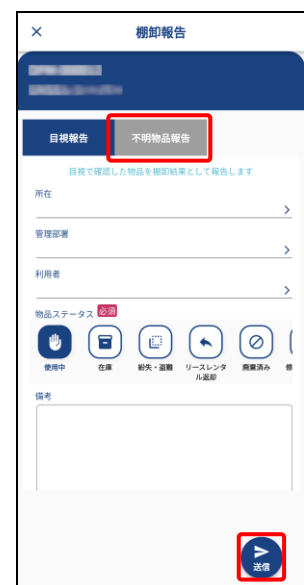 × 棚卸報告
目視報告 不明物品報告
目視で確認した物品を棚卸結果として報告します
所在
管理部署
利用者
物品ステータス 必須
使用中 在庫 紛失・盗難 リースレンタ 廃棄済み
ル返却
備考
送信